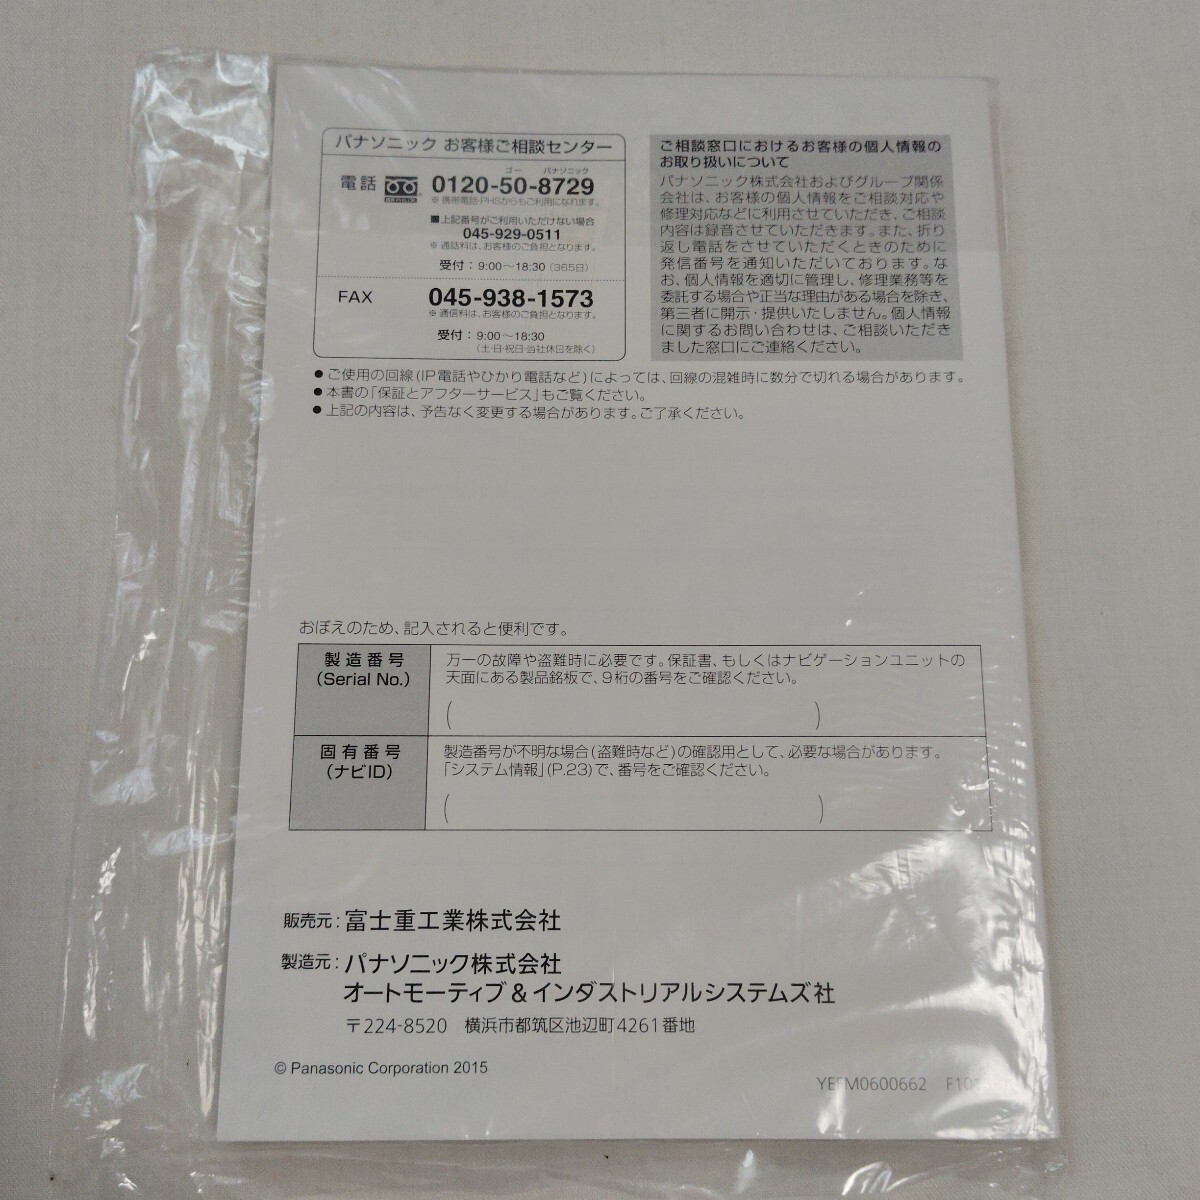 パナソニック お客様ご相談センター
ゴー パナソニック
電話 0120-50-8729
※ 携帯電話・PHSからもご利用になれます。
■上記番号がご利用いただけない場合
045-929-0511
※ 通話料は、お客様のご負担となります。
受付：9:00～18:30（365日）
FAX 045-938-1573
※ 通信料は、お客様のご負担となります。
受付：9:00～18:30
（土・日・祝日・当社休日を除く）
ご相談窓口におけるお客様の個人情報の
お取り扱いについて
パナソニック株式会社およびグループ関係
会社は、お客様の個人情報をご相談対応や
修理対応などに利用させていただき、ご相談
内容は録音させていただきます。また、折り
返し電話をさせていただくときのために
発信番号を通知いただいております。な
お、個人情報を適切に管理し、修理業務等を
委託する場合や正当な理由がある場合を除き、
第三者に開示・提供いたしません。個人情報
に関するお問い合わせは、ご相談いただき
ました窓口にご連絡ください。
● ご使用の回線（IP電話やひかり電話など）によっては、回線の混雑時に数分で切れる場合があります。
● 本書の「保証とアフターサービス」もご覧ください。
● 上記の内容は、予告なく変更する場合があります。ご了承ください。
おぼえのため、記入されると便利です。
製造番号
(Serial No.)
万一の故障や盗難時に必要です。保証書、もしくはナビゲーションユニットの
天面にある製品銘板で、9桁の番号をご確認ください。
( )
固有番号
（ナビID）
製造番号が不明な場合（盗難時など）の確認用として、必要な場合があります。
「システム情報」(P.23)で、番号をご確認ください。
( )
販売元：富士重工業株式会社
製造元：パナソニック株式会社
オートモーティブ＆インダストリアルシステムズ社
〒224-8520 横浜市都筑区池辺町4261番地
© Panasonic Corporation 2015
YEFM0600662